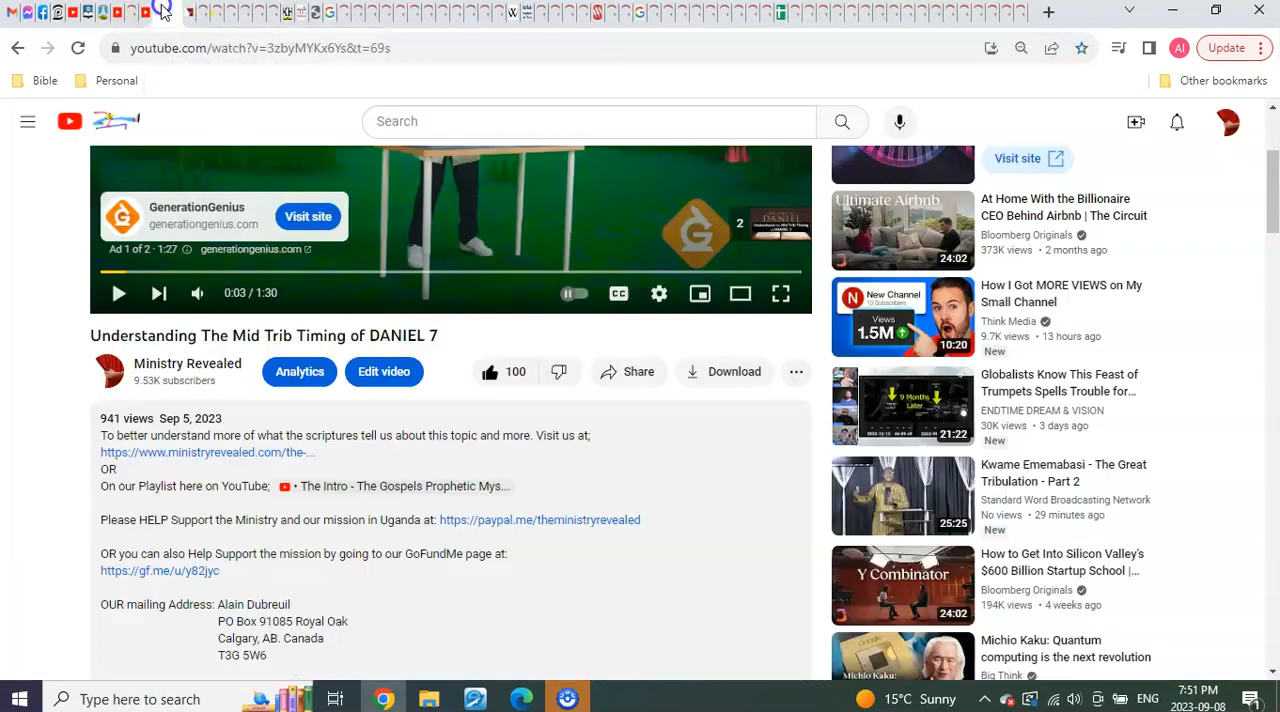 youtube.com/watch?v=3zbyMYKx6Ys&t=69s
AI
Update
Bible
Personal
Other bookmarks
Search
GenerationGenius
generationgenius.com
Visit site
Ad 1 of 2 · 1:27
generationgenius.com
2
DANIEL
0:03 / 1:30
CC
Understanding The Mid Trib Timing of DANIEL 7
Ministry Revealed
9.53K subscribers
Analytics
Edit video
100
Share
Download
941 views Sep 5, 2023
To better understand more of what the scriptures tell us about this topic and more. Visit us at;
https://www.ministryrevealed.com/the-...
OR
On our Playlist here on YouTube; • The Intro - The Gospels Prophetic Mys...
Please HELP Support the Ministry and our mission in Uganda at: https://paypal.me/theministryrevealed
OR you can also Help Support the mission by going to our GoFundMe page at:
https://gf.me/u/y82jyc
OUR mailing Address: Alain Dubreuil
PO Box 91085 Royal Oak
Calgary, AB. Canada
T3G 5W6
Visit site
Ultimate Airbnb
24:02
At Home With the Billionaire
CEO Behind Airbnb | The Circuit
Bloomberg Originals
373K views • 2 months ago
N New Channel
Views
1.5M
10:20
How I Got MORE VIEWS on My
Small Channel
Think Media
9.7K views • 13 hours ago
New
9 Months
Later
21:22
Globalists Know This Feast of
Trumpets Spells Trouble for...
ENDTIME DREAM & VISION
30K views • 3 days ago
New
25:25
Kwame Emembasi - The Great
Tribulation - Part 2
Standard Word Broadcasting Network
No views • 29 minutes ago
New
Y Combinator
24:02
How to Get Into Silicon Valley's
$600 Billion Startup School |...
Bloomberg Originals
194K views • 4 weeks ago
Michio Kaku:
Michio Kaku: Quantum
computing is the next revolution
Big Think
Type here to search
15°C Sunny
ENG
7:51 PM
2023-09-08
1